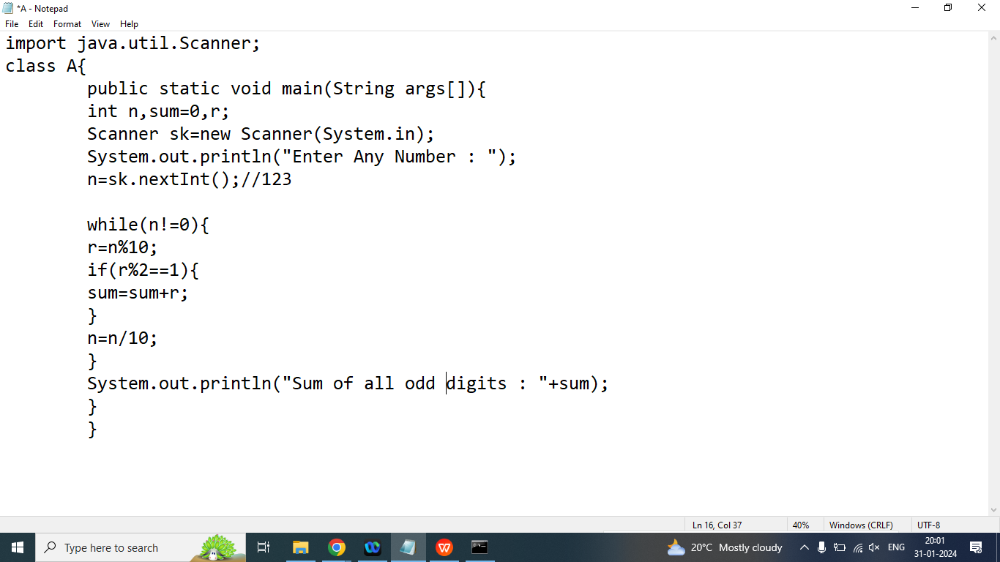 *A - Notepad
File Edit Format View Help
import java.util.Scanner;
class A{
public static void main(String args[]){
int n,sum=0,r;
Scanner sk=new Scanner(System.in);
System.out.println("Enter Any Number : ");
n=sk.nextInt();//123
while(n!=0){
r=n%10;
if(r%2==1){
sum=sum+r;
}
n=n/10;
}
System.out.println("Sum of all odd digits : "+sum);
}
}
Ln 16, Col 37 40% Windows (CRLF) UTF-8
Type here to search 20°C Mostly cloudy ENG 20:01
31-01-2024